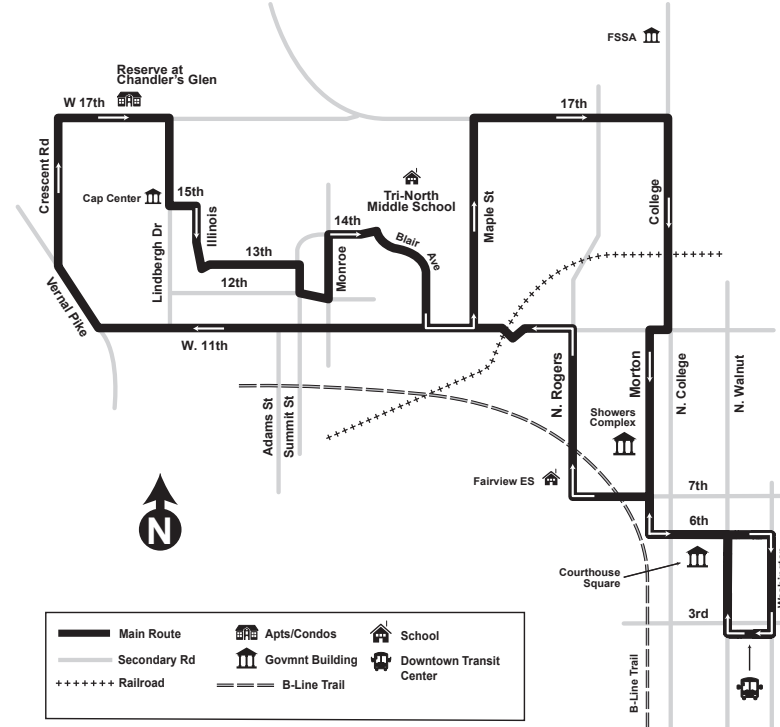 FSSA
Reserve at
Chandler's Glen
W 17th
17th
Crescent Rd
Cap Center
15th
Illinois
Lindbergh Dr
Tri-North
Middle School
14th
Blair
Ave
Maple St
College
13th
12th
Monroe
Vernal Pike
W. 11th
Adams St
Summit St
N. Rogers
Morton
N. College
N. Walnut
Showers
Complex
Fairview ES
7th
6th
N
Courthouse
Square
3rd
B-Line Trail
Main Route
Apts/Condos
School
Secondary Rd
Govmnt Building
Downtown Transit
Center
Railroad
B-Line Trail